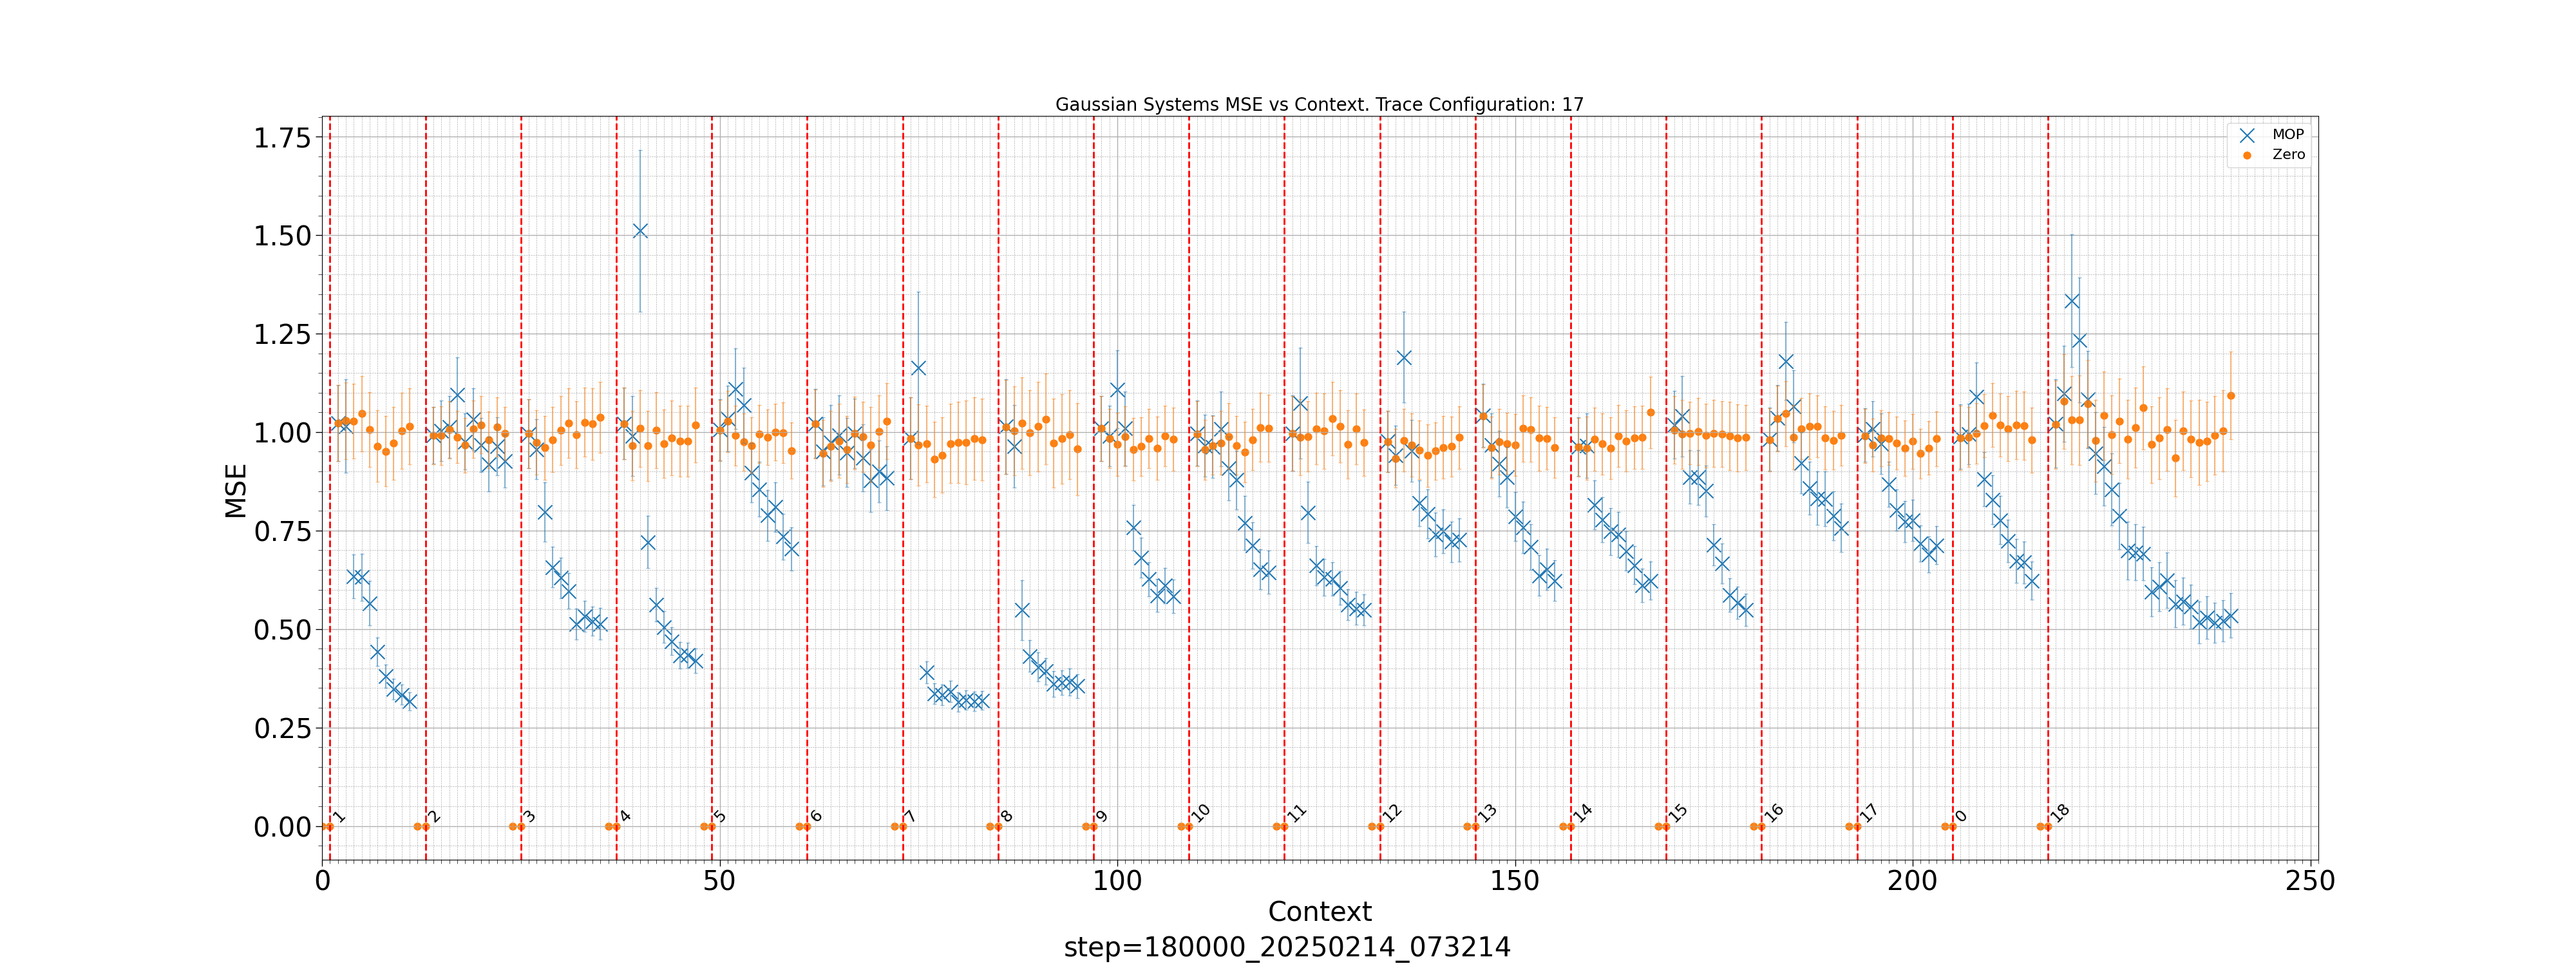 Gaussian Systems MSE vs Context. Trace Configuration: 17
MOP
Zero
MSE
1.75
1.50
1.25
1.00
0.75
0.50
0.25
0.00
1 2 3 4 5 6 7 8 9 10 11 12 13 14 15 16 17 0 18
0 50 100 150 200 250
Context
step=180000_20250214_073214